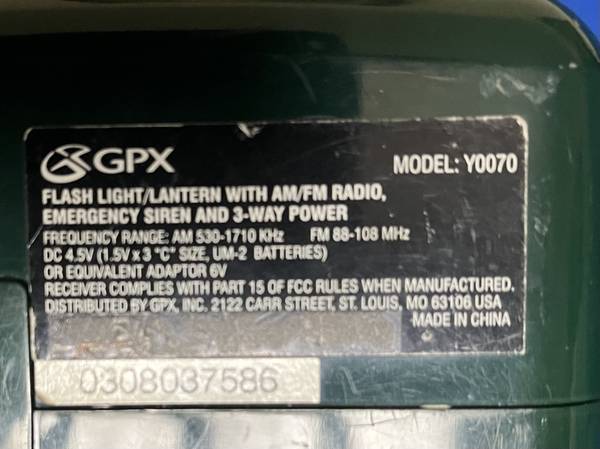 GPX
MODEL: Y0070
FLASH LIGHT/LANTERN WITH AM/FM RADIO,
EMERGENCY SIREN AND 3-WAY POWER
FREQUENCY RANGE: AM 530-1710 KHz FM 88-108 MHz
DC 4.5V (1.5V x 3 "C" SIZE, UM-2 BATTERIES)
OR EQUIVALENT ADAPTOR 6V
RECEIVER COMPLIES WITH PART 15 OF FCC RULES WHEN MANUFACTURED.
DISTRIBUTED BY GPX, INC. 2122 CARR STREET, ST. LOUIS, MO 63106 USA
MADE IN CHINA
0308037586